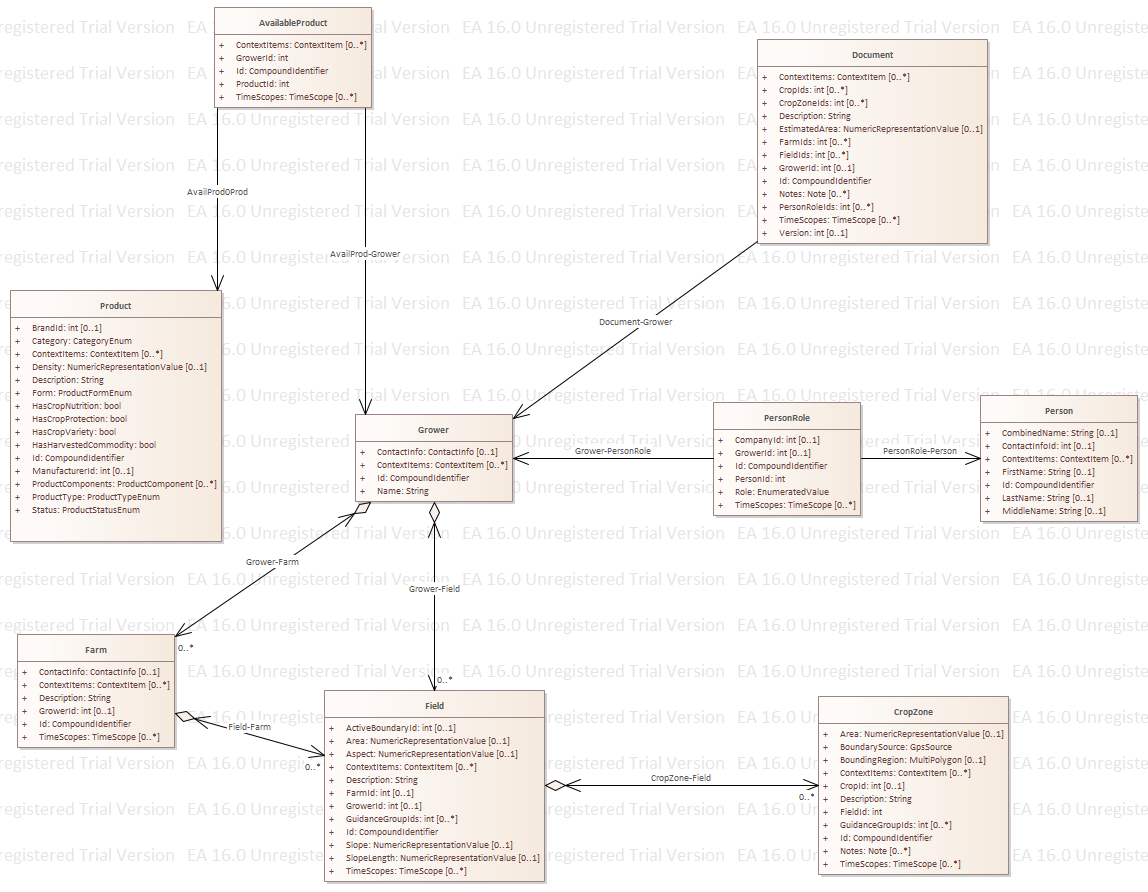 AvailableProduct
+ ContextItems: ContextItem [0..*]
+ GrowerId: int
+ Id: CompoundIdentifier
+ ProductId: int
+ TimeScopes: TimeScope [0..*]
Document
+ ContextItems: ContextItem [0..*]
+ CropIds: int [0..*]
+ CropZoneIds: int [0..*]
+ Description: String
+ EstimatedArea: NumericRepresentationValue [0..1]
+ FarmIds: int [0..*]
+ FieldIds: int [0..*]
+ GrowerId: int [0..1]
+ Id: CompoundIdentifier
+ Notes: Note [0..*]
+ PersonRoleIds: int [0..*]
+ TimeScopes: TimeScope [0..*]
+ Version: int [0..1]
AvailProd0Prod
AvailProd-Grower
Document-Grower
Product
+ BrandId: int [0..1]
+ Category: CategoryEnum
+ ContextItems: ContextItem [0..*]
+ Density: NumericRepresentationValue [0..1]
+ Description: String
+ Form: ProductFormEnum
+ HasCropNutrition: bool
+ HasCropProtection: bool
+ HasCropVariety: bool
+ HasHarvestedCommodity: bool
+ Id: CompoundIdentifier
+ ManufacturerId: int [0..1]
+ ProductComponents: ProductComponent [0..*]
+ ProductType: ProductTypeEnum
+ Status: ProductStatusEnum
Grower
+ ContactInfo: ContactInfo [0..1]
+ ContextItems: ContextItem [0..*]
+ Id: CompoundIdentifier
+ Name: String
Grower-PersonRole
PersonRole
+ CompanyId: int [0..1]
+ GrowerId: int [0..1]
+ Id: CompoundIdentifier
+ PersonId: int
+ Role: EnumeratedValue
+ TimeScopes: TimeScope [0..*]
PersonRole-Person
Person
+ CombinedName: String [0..1]
+ ContactInfoId: int [0..1]
+ ContextItems: ContextItem [0..*]
+ FirstName: String [0..1]
+ Id: CompoundIdentifier
+ LastName: String [0..1]
+ MiddleName: String [0..1]
Grower-Farm
0..*
Grower-Field
0..*
Farm
+ ContactInfo: ContactInfo [0..1]
+ ContextItems: ContextItem [0..*]
+ Description: String
+ GrowerId: int [0..1]
+ Id: CompoundIdentifier
+ TimeScopes: TimeScope [0..*]
Field-Farm
0..*
Field
+ ActiveBoundaryId: int [0..1]
+ Area: NumericRepresentationValue [0..1]
+ Aspect: NumericRepresentationValue [0..1]
+ ContextItems: ContextItem [0..*]
+ Description: String
+ FarmId: int [0..1]
+ GrowerId: int [0..1]
+ GuidanceGroupIds: int [0..*]
+ Id: CompoundIdentifier
+ Slope: NumericRepresentationValue [0..1]
+ SlopeLength: NumericRepresentationValue [0..1]
+ TimeScopes: TimeScope [0..*]
CropZone-Field
0..*
CropZone
+ Area: NumericRepresentationValue [0..1]
+ BoundarySource: GpsSource
+ BoundingRegion: MultiPolygon [0..1]
+ ContextItems: ContextItem [0..*]
+ CropId: int [0..1]
+ Description: String
+ FieldId: int
+ GuidanceGroupIds: int [0..*]
+ Id: CompoundIdentifier
+ Notes: Note [0..*]
+ TimeScopes: TimeScope [0..*]
EA 16.0 Unregistered Trial Version